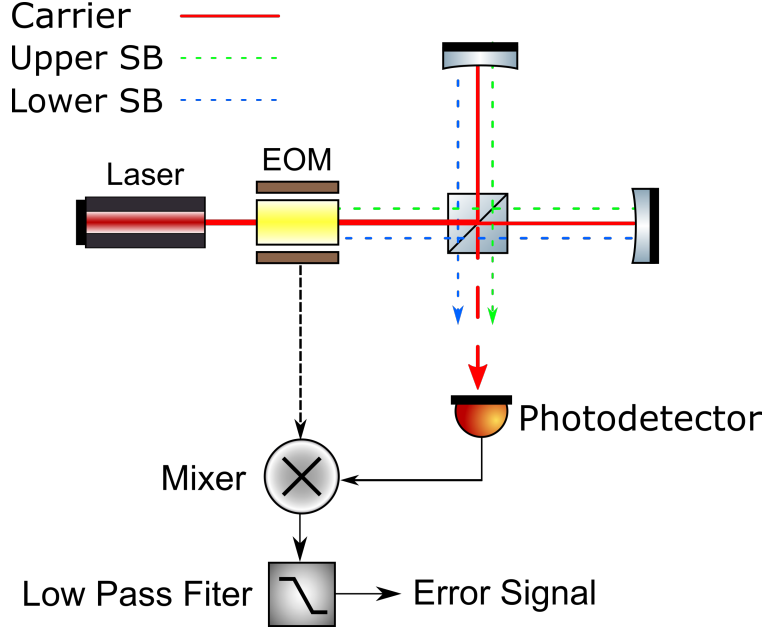 Carrier
Upper SB
Lower SB
EOM
Laser
Photodetector
Mixer
Low Pass Fiter
Error Signal